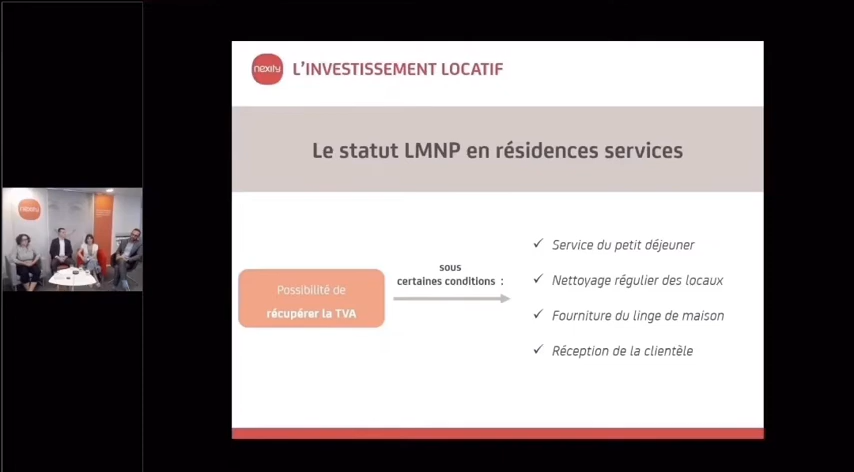 nexity
L'INVESTISSEMENT LOCATIF
Le statut LMNP en résidences services
Possibilité de
récupérer la TVA
sous
certaines conditions :
✓ Service du petit déjeuner
✓ Nettoyage régulier des locaux
✓ Fourniture du linge de maison
✓ Réception de la clientèle
nexity